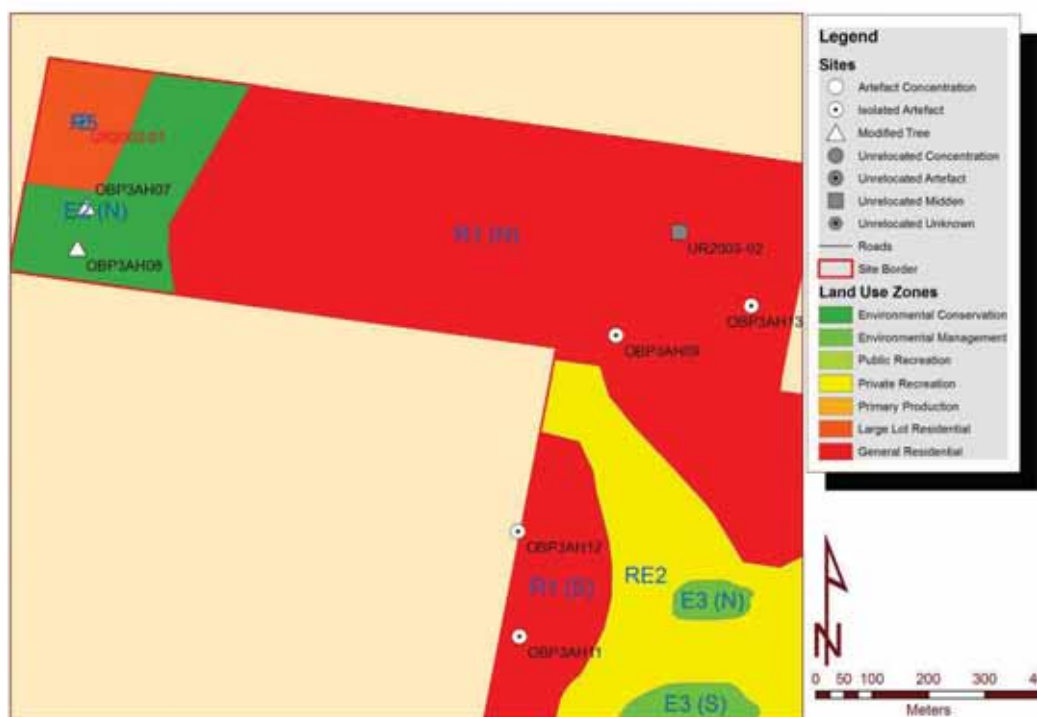 R5
OBP3AH07
E2 (N)
OBP3AH08
R1 (N)
UR2003-02
OBP3AH13
OBP3AH09
OBP3AH12
R1 (S)
RE2
E3 (N)
OBP3AH11
E3 (S)
Legend
Sites
Artefact Concentration
Isolated Artefact
Modified Tree
Unrelocated Concentration
Unrelocated Artefact
Unrelocated Midden
Unrelocated Unknown
Roads
Site Border
Land Use Zones
Environmental Conservation
Environmental Management
Public Recreation
Private Recreation
Primary Production
Large Lot Residential
General Residential
N
0 50 100 200 300
Meters